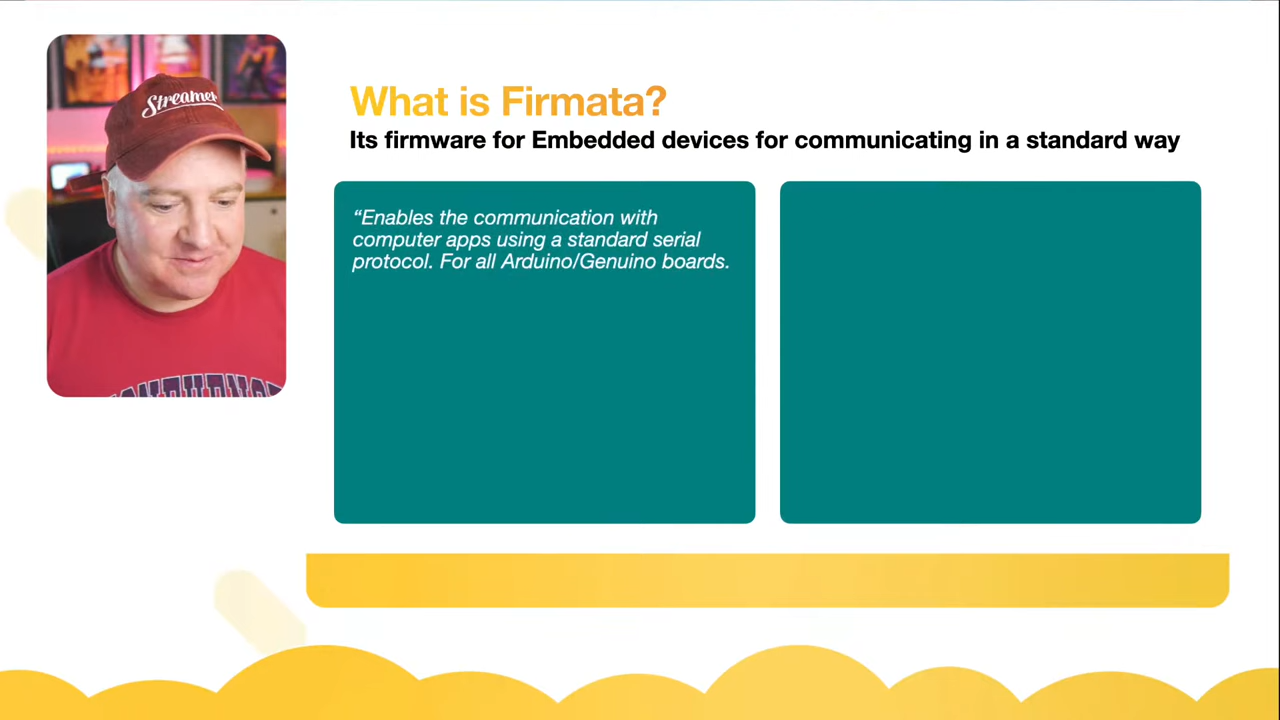 Streamer
What is Firmata?
Its firmware for Embedded devices for communicating in a standard way
“Enables the communication with
computer apps using a standard serial
protocol. For all Arduino/Genuino boards.